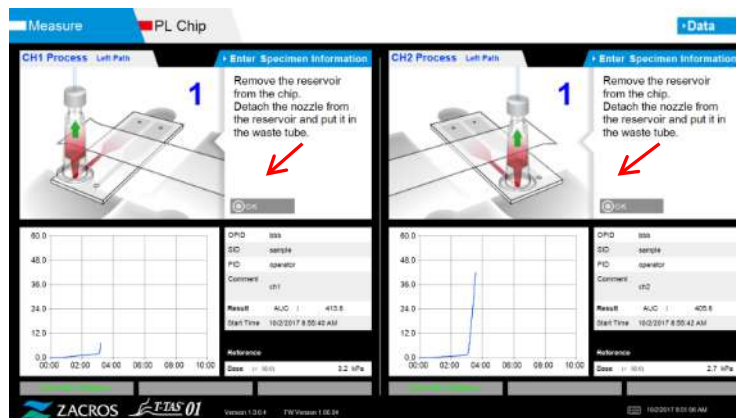 Measure
PL Chip
Data
CH1 Process Left Path
Enter Specimen Information
1
Remove the reservoir
from the chip.
Detach the nozzle from
the reservoir and put it in
the waste tube.
OK
CH2 Process Left Path
Enter Specimen Information
1
Remove the reservoir
from the chip.
Detach the nozzle from
the reservoir and put it in
the waste tube.
OK
60.0
48.0
36.0
24.0
12.0
0.0
00:00 02:00 04:00 06:00 08:00 10:00
OPID bbb
SID sample
PID operator
Comment
ch1
Result AUC : 413.8
Start Time 10/2/2017 8:55:40 AM
Reference
Base 3.2 kPa
60.0
48.0
36.0
24.0
12.0
0.0
00:00 02:00 04:00 06:00 08:00 10:00
OPID bbb
SID sample
PID operator
Comment
ch2
Result AUC : 405.8
Start Time 10/2/2017 8:55:42 AM
Reference
Base 2.7 kPa
ZACROS T-TAS 01